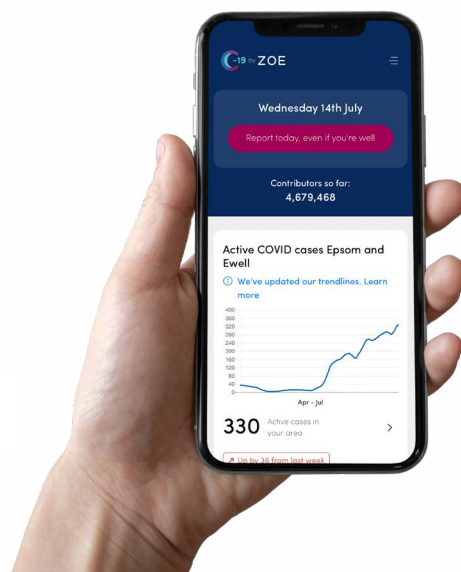 C-19 by ZOE
Wednesday 14th July
Report today, even if you're well
Contributors so far:
4,679,468
Active COVID cases Epsom and
Ewell
We've updated our trendlines. Learn
more
400
360
320
280
240
200
160
120
80
40
0
Apr - Jul
330
Active cases in
your area
Up by 36 from last week